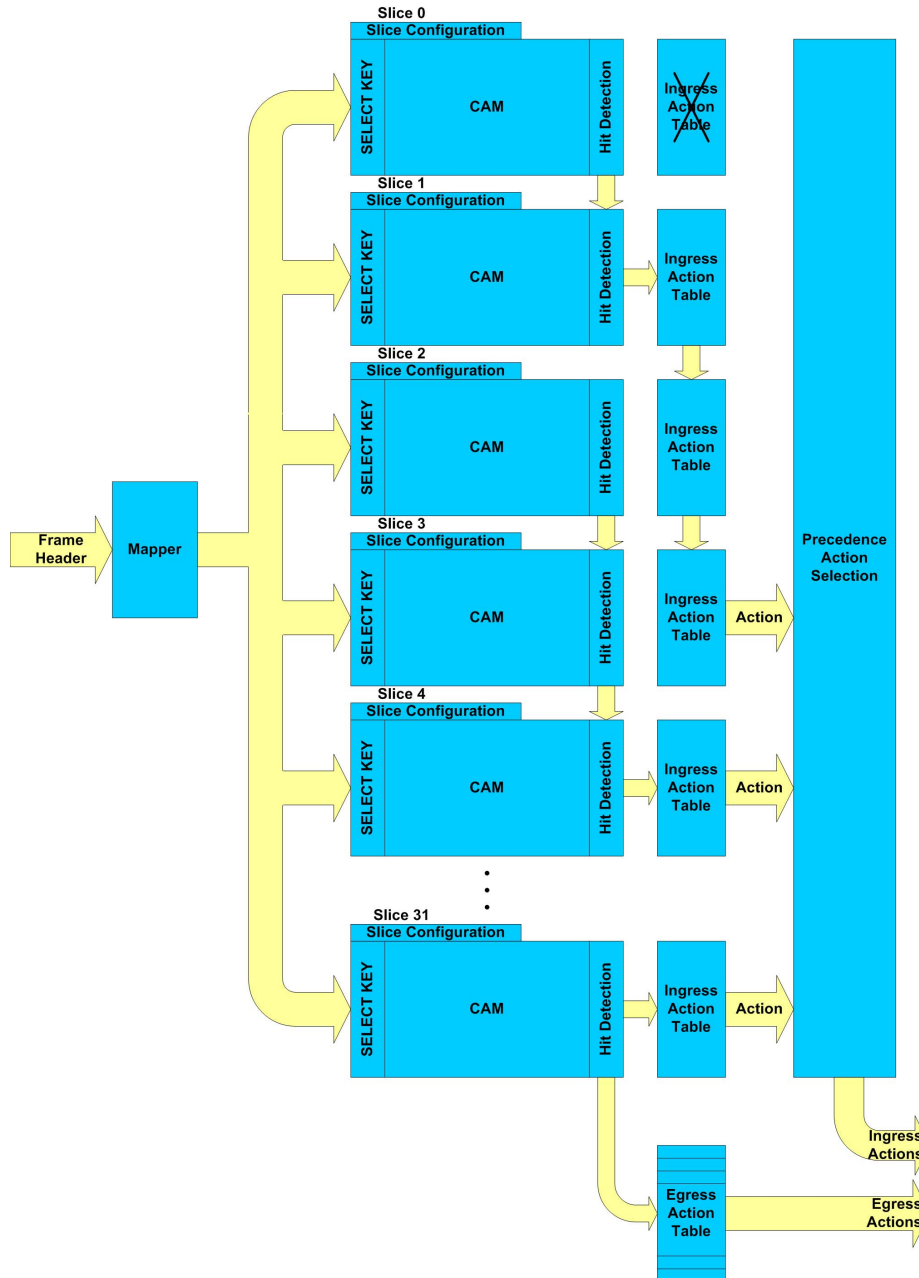 Slice 0
Slice Configuration
SELECT KEY
CAM
Hit Detection
Ingress
Action
Table
Slice 1
Slice Configuration
SELECT KEY
CAM
Hit Detection
Ingress
Action
Table
Slice 2
Slice Configuration
SELECT KEY
CAM
Hit Detection
Ingress
Action
Table
Frame
Header
Mapper
Slice 3
Slice Configuration
SELECT KEY
CAM
Hit Detection
Ingress
Action
Table
Action
Precedence
Action
Selection
Slice 4
Slice Configuration
SELECT KEY
CAM
Hit Detection
Ingress
Action
Table
Action
Slice 31
Slice Configuration
SELECT KEY
CAM
Hit Detection
Ingress
Action
Table
Action
Ingress
Actions
Egress
Action
Table
Egress
Actions